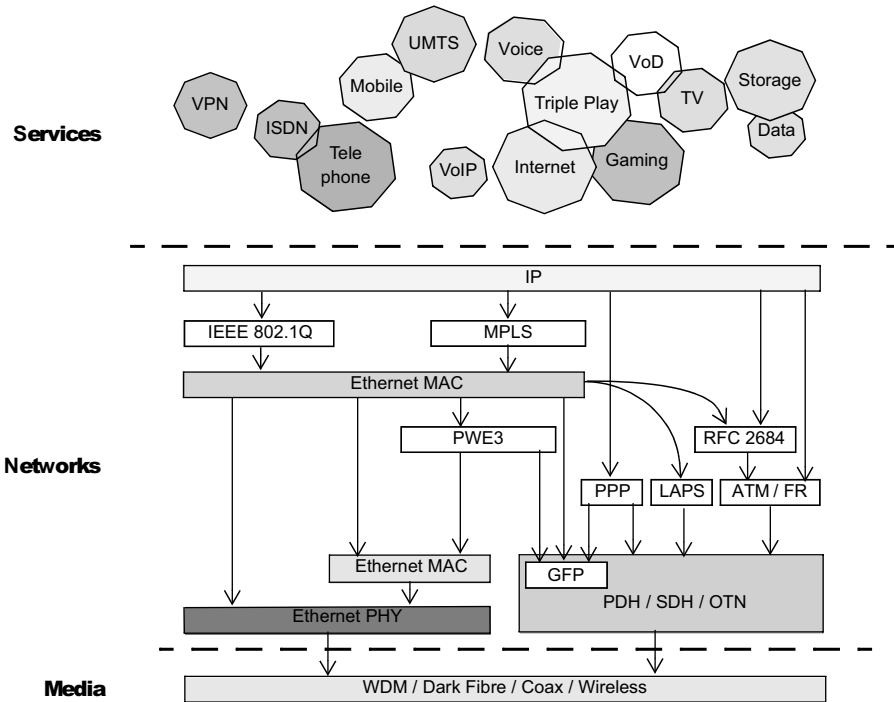 UMTS
Voice
VoD
Mobile
Storage
VPN
Triple Play
TV
ISDN
Data
Services
Tele
phone
VoIP
Internet
Gaming
IP
IEEE 802.1Q
MPLS
Ethernet MAC
PWE3
RFC 2684
Networks
PPP
LAPS
ATM / FR
Ethernet MAC
GFP
PDH / SDH / OTN
Ethernet PHY
Media
WDM / Dark Fibre / Coax / Wireless